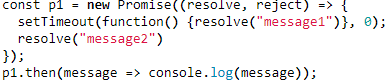 const p1 = new Promise((resolve, reject) => {
  setTimeout(function() {resolve("message1")}, 0);
  resolve("message2")
});
p1.then(message => console.log(message));